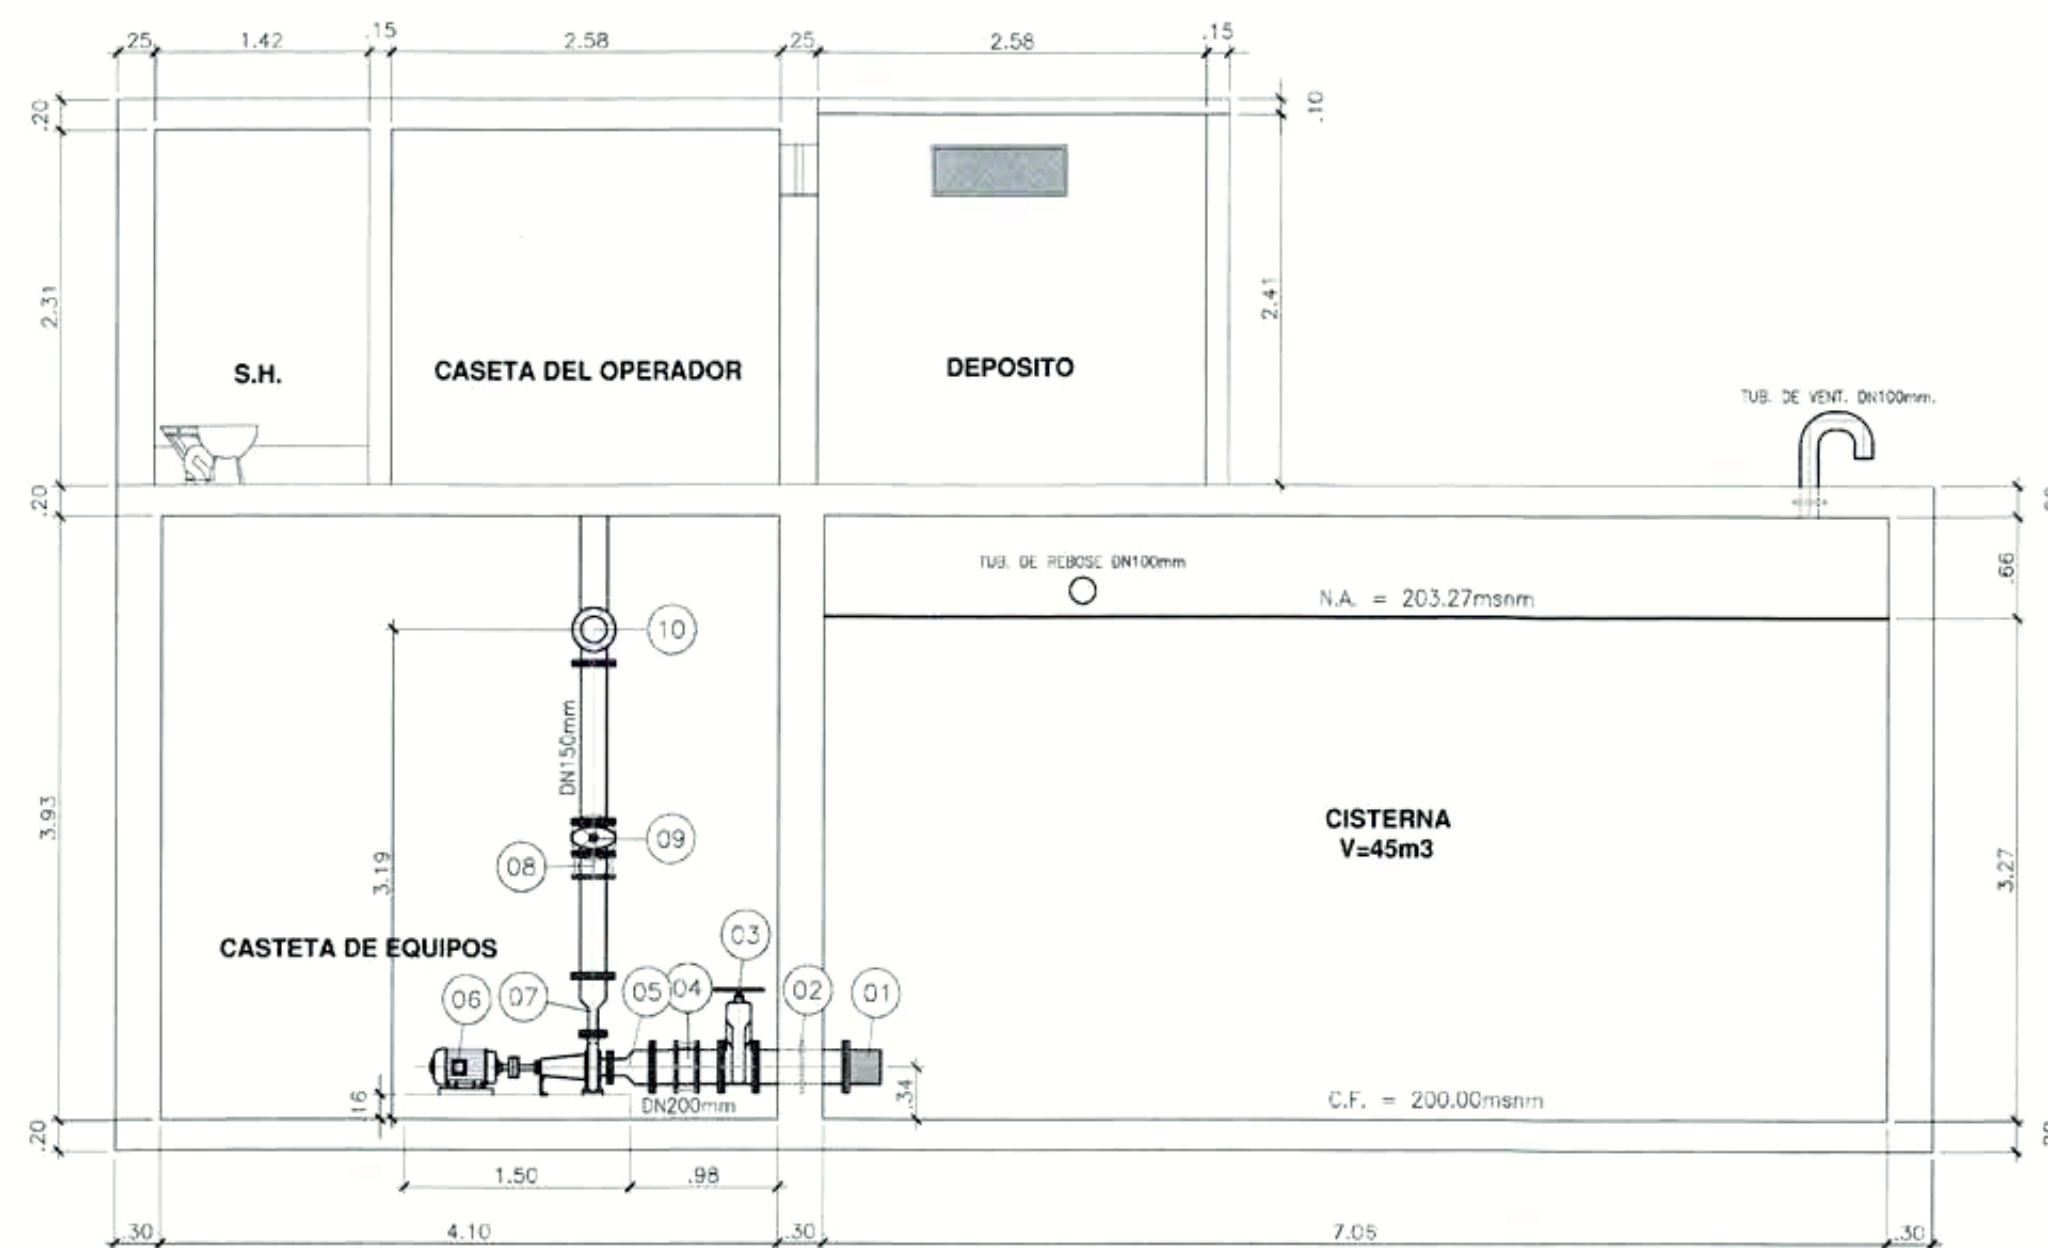 .25 1.42 .15 2.58 .25 2.58 .15
.20
.10
2.31
2.41
S.H.
CASETA DEL OPERADOR
DEPOSITO
TUB. DE VENT. DN100mm.
.20
TUB. DE REBOSE DN100mm
N.A. = 203.27msnm
.66
10
DN150mm
09
08
3.93
3.19
CISTERNA
V=45m3
3.27
CASTETA DE EQUIPOS
03
06 07 05 04 02 01
.16
DN200mm
.34
C.F. = 200.00msnm
.20
1.50 .98
.30 4.10 .30 7.05 .30